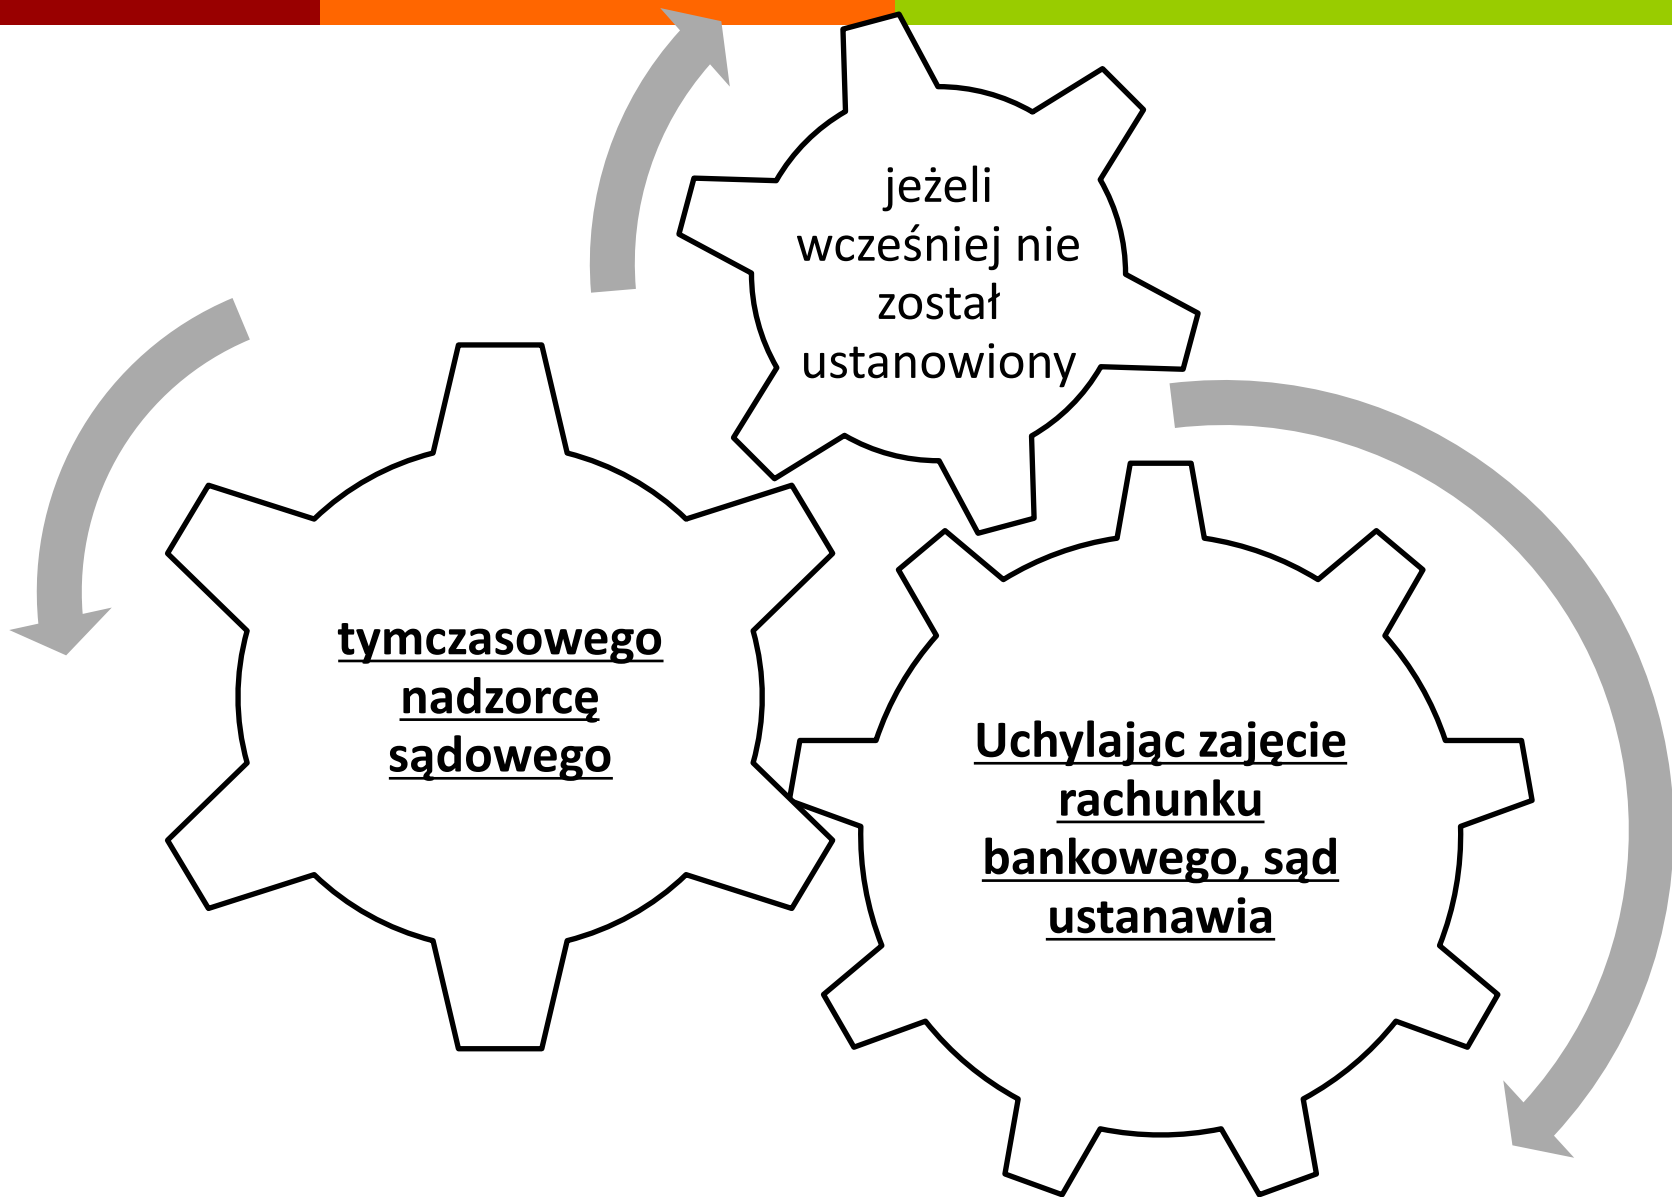 jeżeli
wcześniej nie
został
ustanowiony
tymczasowego
nadzorcę
sądowego
Uchylając zajęcie
rachunku
bankowego, sąd
ustanawia